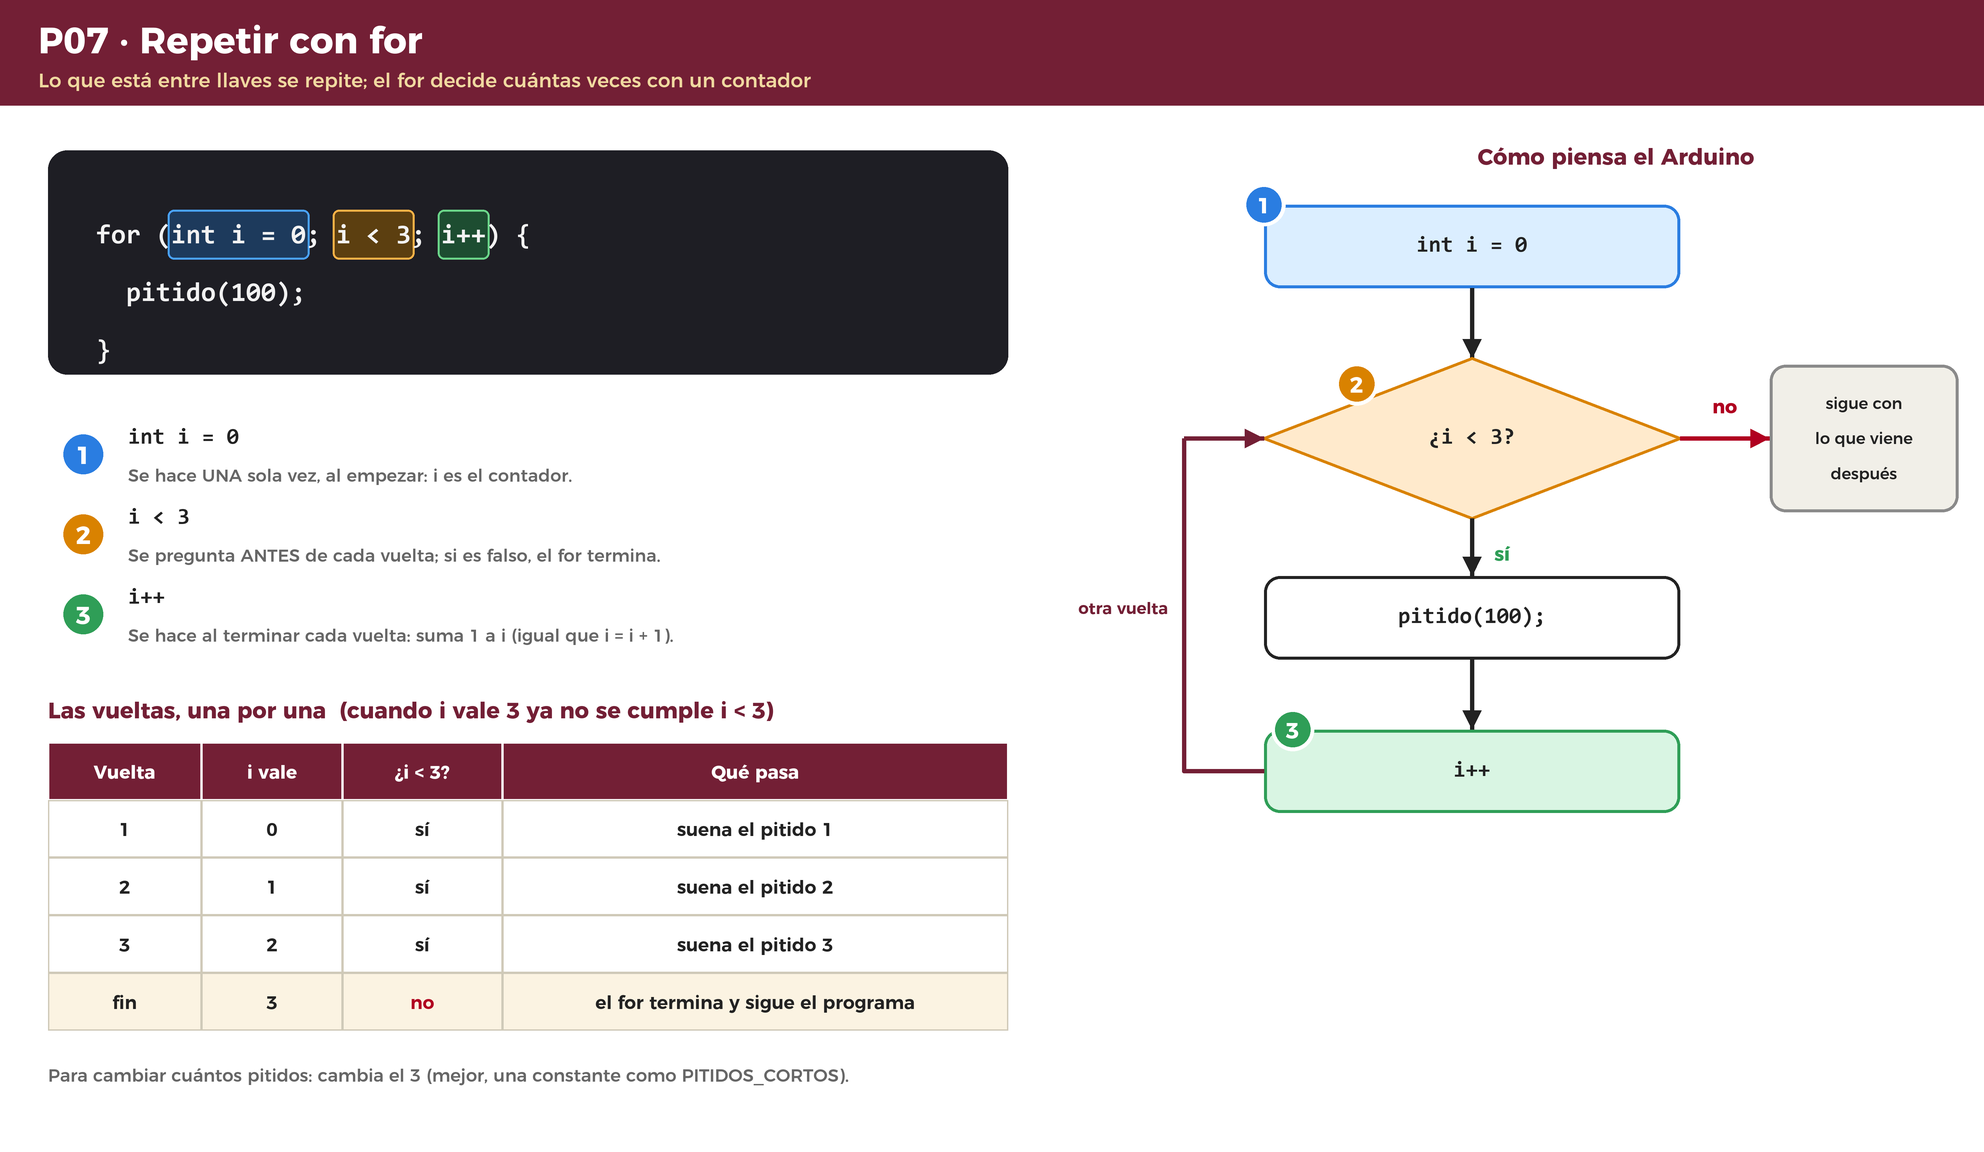 P07 · Repetir con for
Lo que está entre llaves se repite; el for decide cuántas veces con un contador
for (int i = 0; i < 3; i++) {
pitido(100);
}
1
int i = 0
Se hace UNA sola vez, al empezar: i es el contador.
2
i < 3
Se pregunta ANTES de cada vuelta; si es falso, el for termina.
3
i++
Se hace al terminar cada vuelta: suma 1 a i (igual que i = i + 1).
Las vueltas, una por una (cuando i vale 3 ya no se cumple i < 3)
Vuelta i vale ¿i < 3? Qué pasa
1 0 sí suena el pitido 1
2 1 sí suena el pitido 2
3 2 sí suena el pitido 3
fin 3 no el for termina y sigue el programa
Para cambiar cuántos pitidos: cambia el 3 (mejor, una constante como PITIDOS_CORTOS).
Cómo piensa el Arduino
1
int i = 0
2
¿i < 3?
no
sigue con
lo que viene
después
sí
otra vuelta
pitido(100);
3
i++